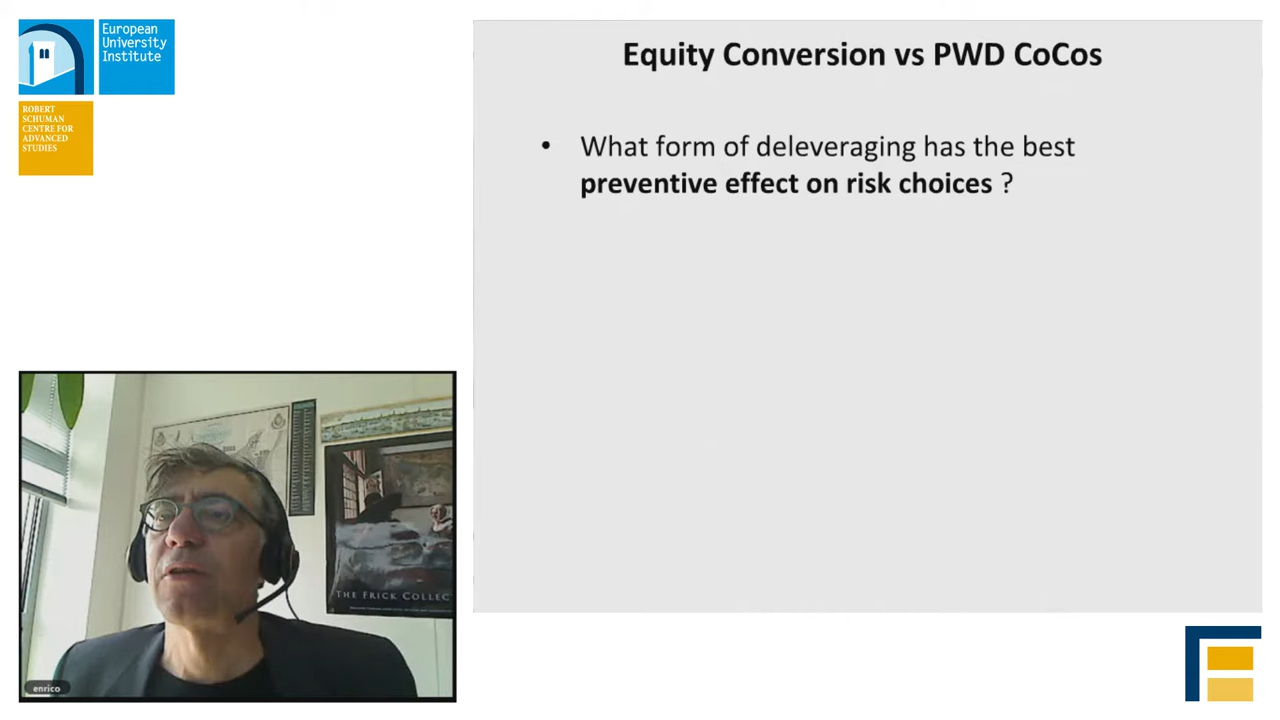 European
University
Institute
ROBERT
SCHUMAN
CENTRE FOR
ADVANCED
STUDIES
Equity Conversion vs PWD CoCos
• What form of deleveraging has the best
preventive effect on risk choices ?
THE FRICK COLLEC
enrico